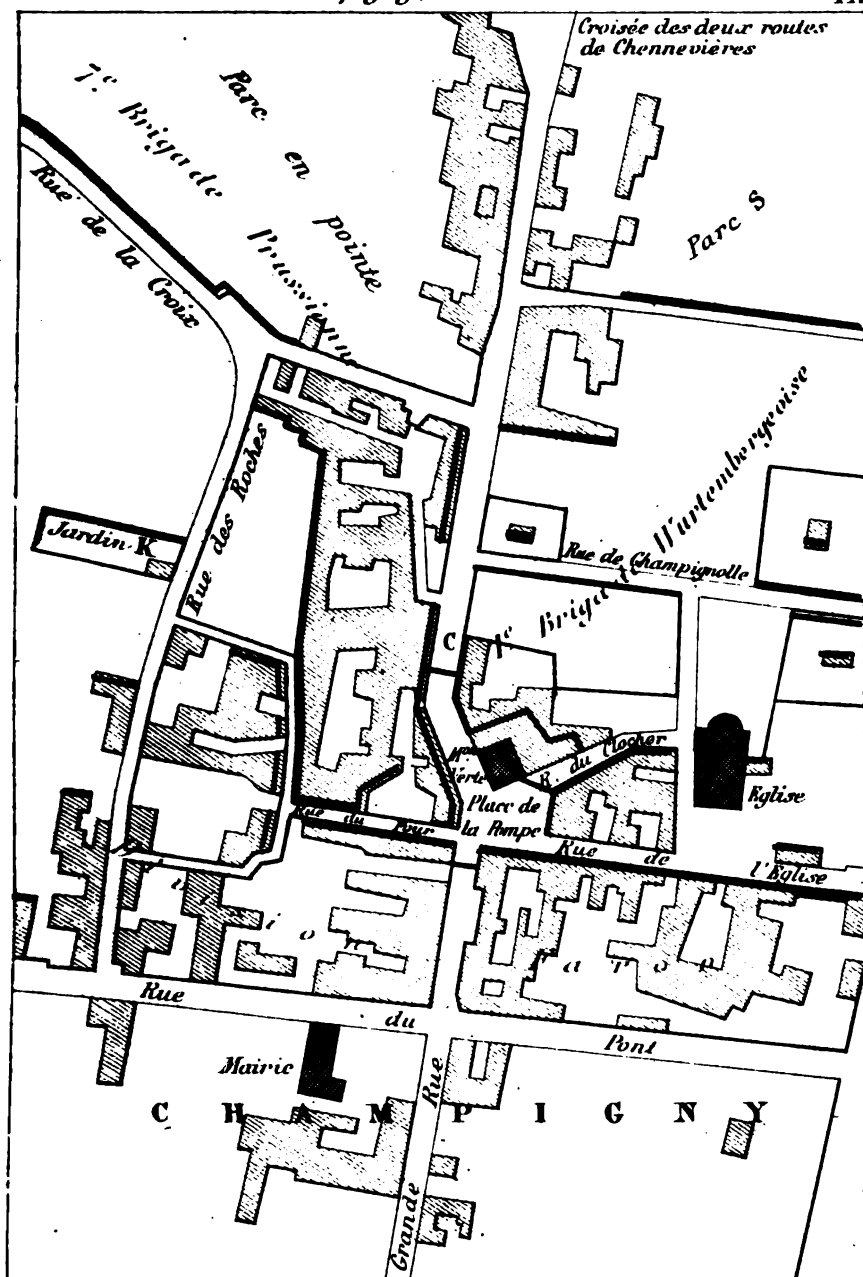 Croisée des deux routes
de Chennevières
Parc en pointe
7.e Brigade Prussienne
Rue de la Croix
Parc S
Rue des Roches
Jardin K
Rue de Champignolle
Brigade Wurtembergeoise
C
R. du Clocher
Place de
la Pompe
Eglise
Rue du Four
Rue de l'Eglise
Rue du Pont
Mairie
CHAMPIGNY
Grande Rue